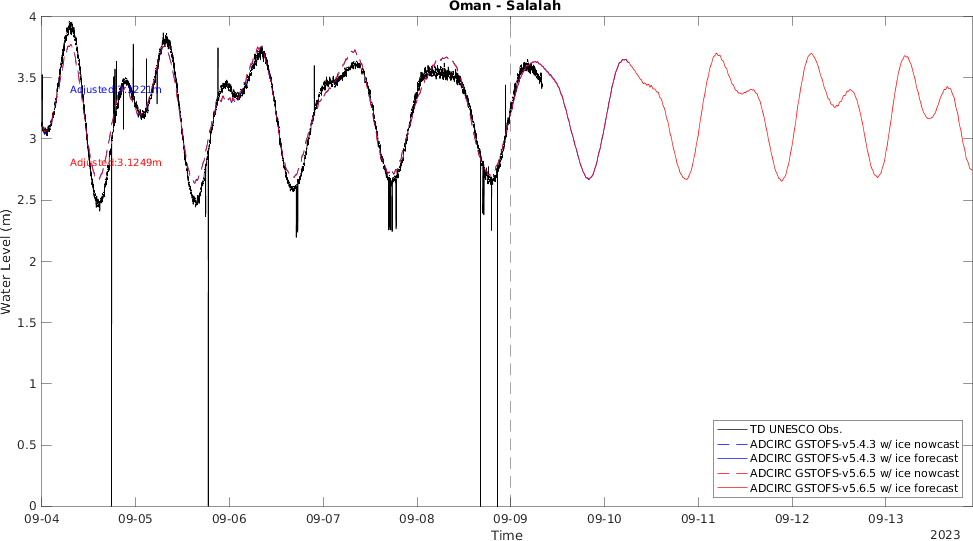 Oman - Salalah
4
3.5
3
2.5
2
1.5
1
0.5
0
Water Level (m)
Adjusted:3.1249m
TD UNESCO Obs.
ADCIRC GSTOFS-v5.4.3 w/ ice nowcast
ADCIRC GSTOFS-v5.4.3 w/ ice forecast
ADCIRC GSTOFS-v5.6.5 w/ ice nowcast
ADCIRC GSTOFS-v5.6.5 w/ ice forecast
09-04 09-05 09-06 09-07 09-08 09-09 09-10 09-11 09-12 09-13
Time
2023